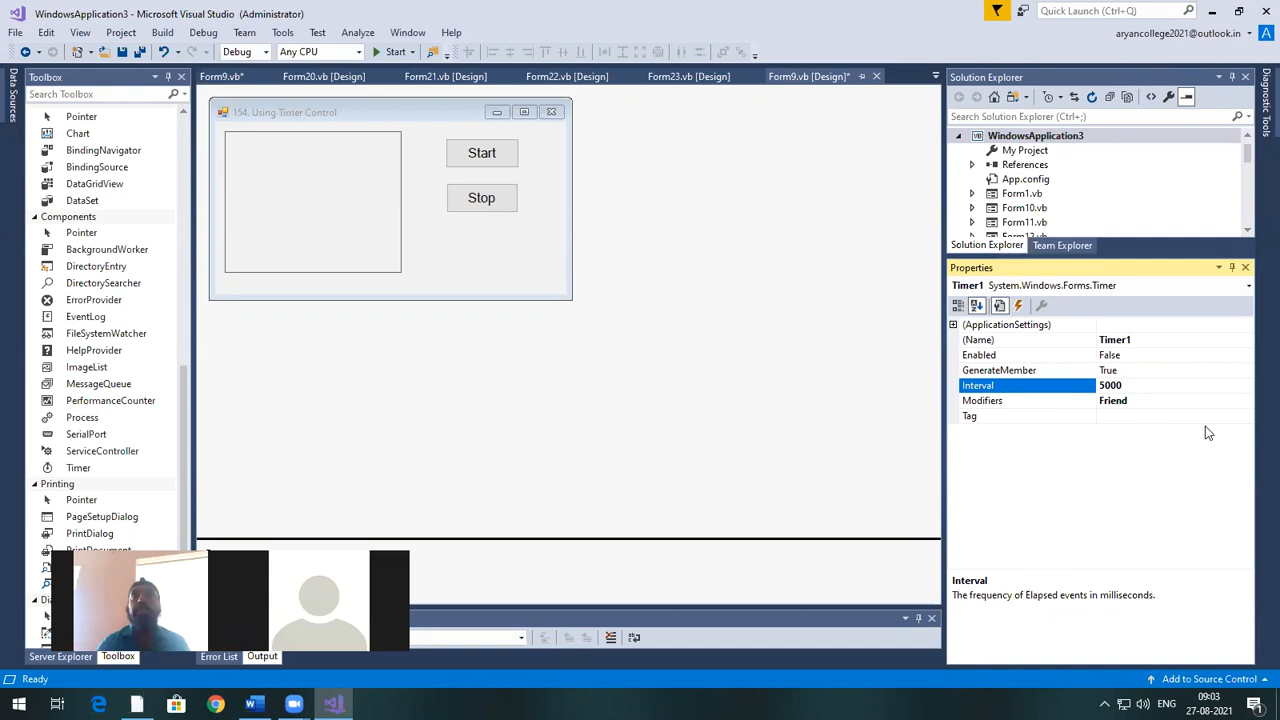 WindowsApplication3 - Microsoft Visual Studio (Administrator)
Quick Launch (Ctrl+Q)
File Edit View Project Build Debug Team Tools Test Analyze Window Help
aryancollege2021@outlook.in A
Debug Any CPU Start
Data Sources
Toolbox
Search Toolbox
Pointer
Chart
BindingNavigator
BindingSource
DataGridView
DataSet
Components
Pointer
BackgroundWorker
DirectoryEntry
DirectorySearcher
ErrorProvider
EventLog
FileSystemWatcher
HelpProvider
ImageList
MessageQueue
PerformanceCounter
Process
SerialPort
ServiceController
Timer
Printing
Pointer
PageSetupDialog
PrintDialog
PrintDocument
Server Explorer Toolbox
Form9.vb* Form20.vb [Design] Form21.vb [Design] Form22.vb [Design] Form23.vb [Design] Form9.vb [Design]*
154. Using Timer Control
Start
Stop
Error List Output
Solution Explorer
Search Solution Explorer (Ctrl+;)
WindowsApplication3
My Project
References
App.config
Form1.vb
Form10.vb
Form11.vb
Form12.vb
Solution Explorer Team Explorer
Properties
Timer1 System.Windows.Forms.Timer
(ApplicationSettings)
(Name) Timer1
Enabled False
GenerateMember True
Interval 5000
Modifiers Friend
Tag
Interval
The frequency of Elapsed events in milliseconds.
Diagnostic Tools
Ready
Add to Source Control
ENG
09:03
27-08-2021